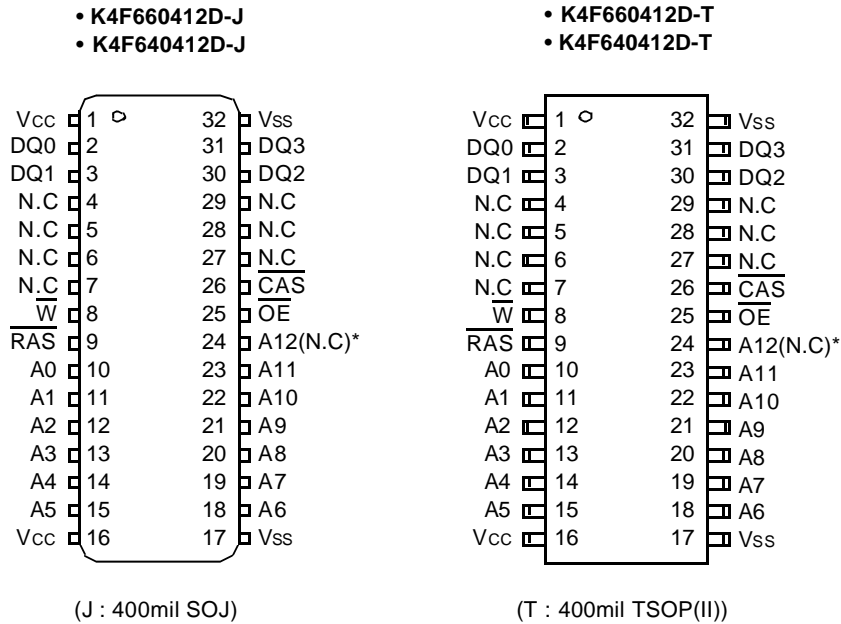 • K4F660412D-J
• K4F640412D-J
VCC 1 32 VSS
DQ0 2 31 DQ3
DQ1 3 30 DQ2
N.C 4 29 N.C
N.C 5 28 N.C
N.C 6 27 N.C
N.C 7 26 C̅A̅S̅
W̅ 8 25 O̅E̅
R̅A̅S̅ 9 24 A12(N.C)*
A0 10 23 A11
A1 11 22 A10
A2 12 21 A9
A3 13 20 A8
A4 14 19 A7
A5 15 18 A6
VCC 16 17 VSS
(J : 400mil SOJ)
• K4F660412D-T
• K4F640412D-T
VCC 1 32 VSS
DQ0 2 31 DQ3
DQ1 3 30 DQ2
N.C 4 29 N.C
N.C 5 28 N.C
N.C 6 27 N.C
N.C 7 26 C̅A̅S̅
W̅ 8 25 O̅E̅
R̅A̅S̅ 9 24 A12(N.C)*
A0 10 23 A11
A1 11 22 A10
A2 12 21 A9
A3 13 20 A8
A4 14 19 A7
A5 15 18 A6
VCC 16 17 VSS
(T : 400mil TSOP(II))